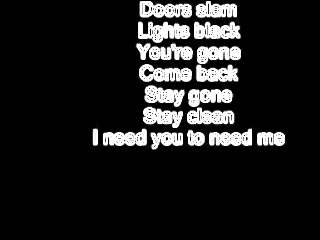 Doors slam
Lights black
You're gone
Come back
Stay gone
Stay clean
I need you to need me